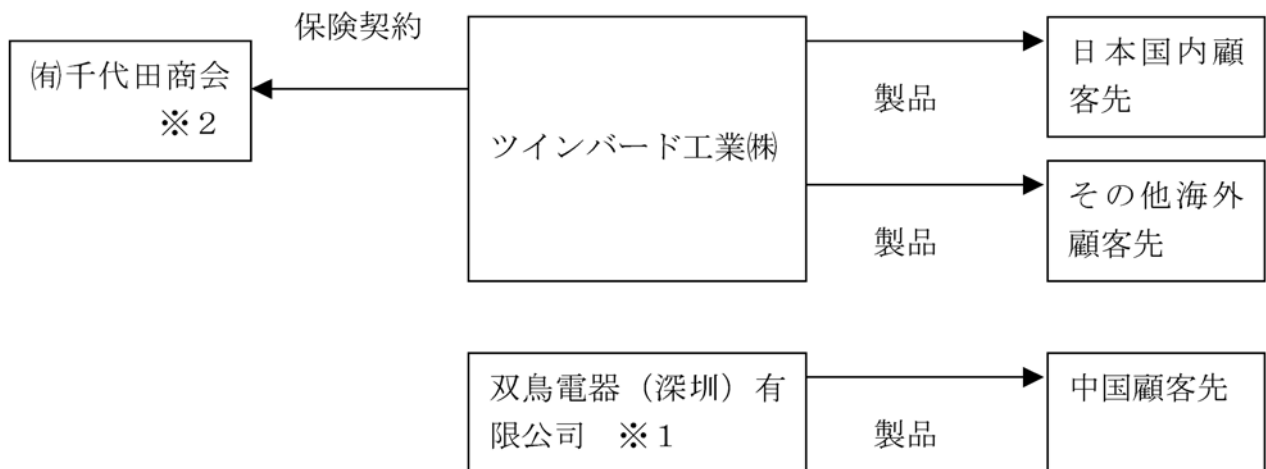 保険契約
㈲千代田商会
※2
ツインバード工業㈱
製品
日本国内顧
客先
製品
その他海外
顧客先
双鳥電器（深圳）有
限公司　※1
製品
中国顧客先